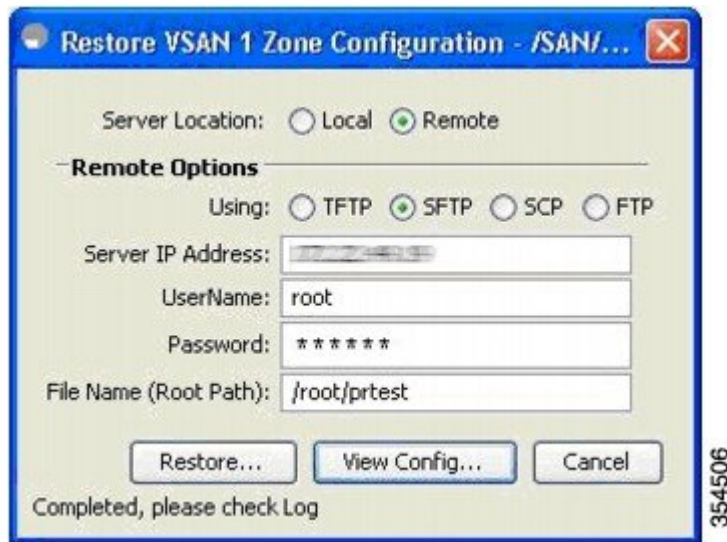 Restore VSAN 1 Zone Configuration - /SAN/...
Server Location: Local Remote
Remote Options
Using: TFTP SFTP SCP FTP
Server IP Address:
UserName: root
Password: ******
File Name (Root Path): /root/prtest
Restore... View Config... Cancel
Completed, please check Log
354506